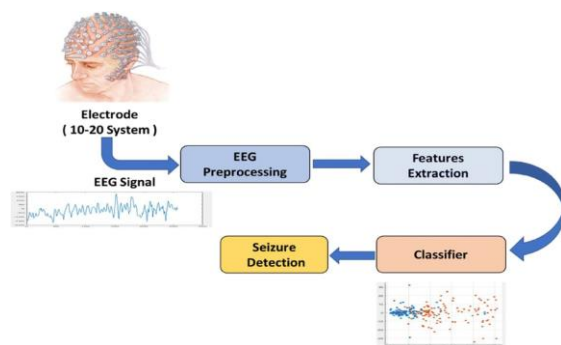 Electrode
( 10-20 System )
EEG Signal
EEG
Preprocessing
Features
Extraction
Classifier
Seizure
Detection